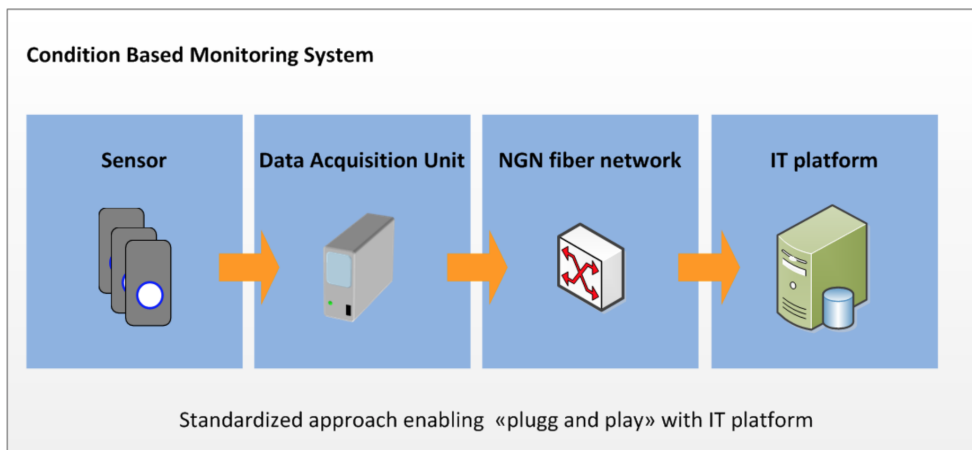 Condition Based Monitoring System
Sensor
Data Acquisition Unit
NGN fiber network
IT platform
Standardized approach enabling «plugg and play» with IT platform